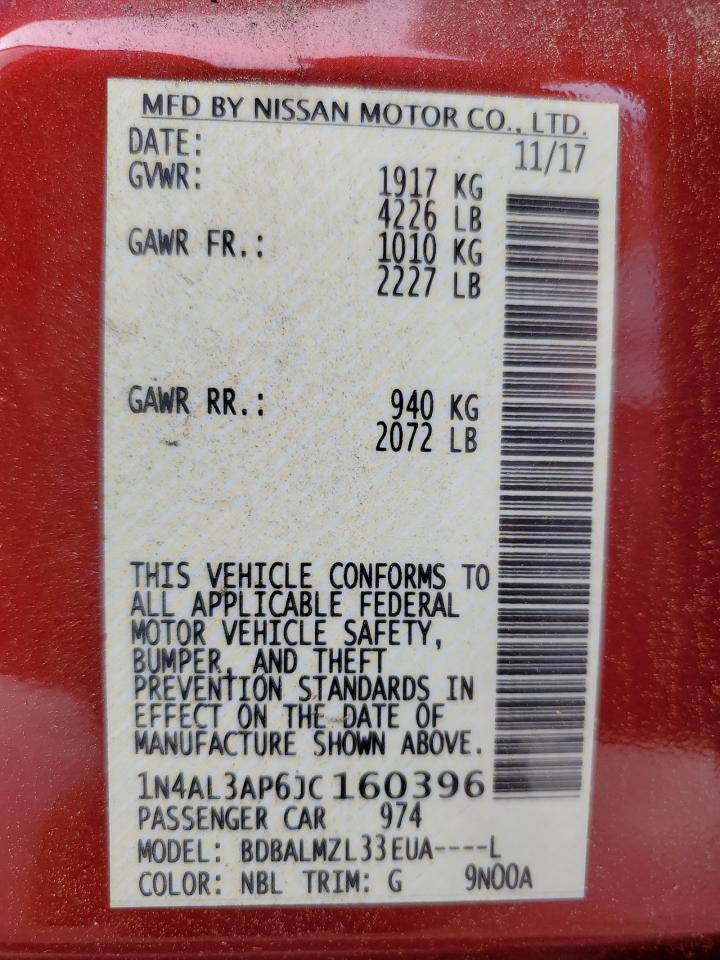 MFD BY NISSAN MOTOR CO., LTD.
DATE: 11/17
GVWR: 1917 KG
4226 LB
GAWR FR.: 1010 KG
2227 LB
GAWR RR.: 940 KG
2072 LB
THIS VEHICLE CONFORMS TO
ALL APPLICABLE FEDERAL
MOTOR VEHICLE SAFETY,
BUMPER, AND THEFT
PREVENTION STANDARDS IN
EFFECT ON THE DATE OF
MANUFACTURE SHOWN ABOVE.
1N4AL3AP6JC160396
PASSENGER CAR 974
MODEL: BDBALMZL33EUA----L
COLOR: NBL TRIM: G 9N00A